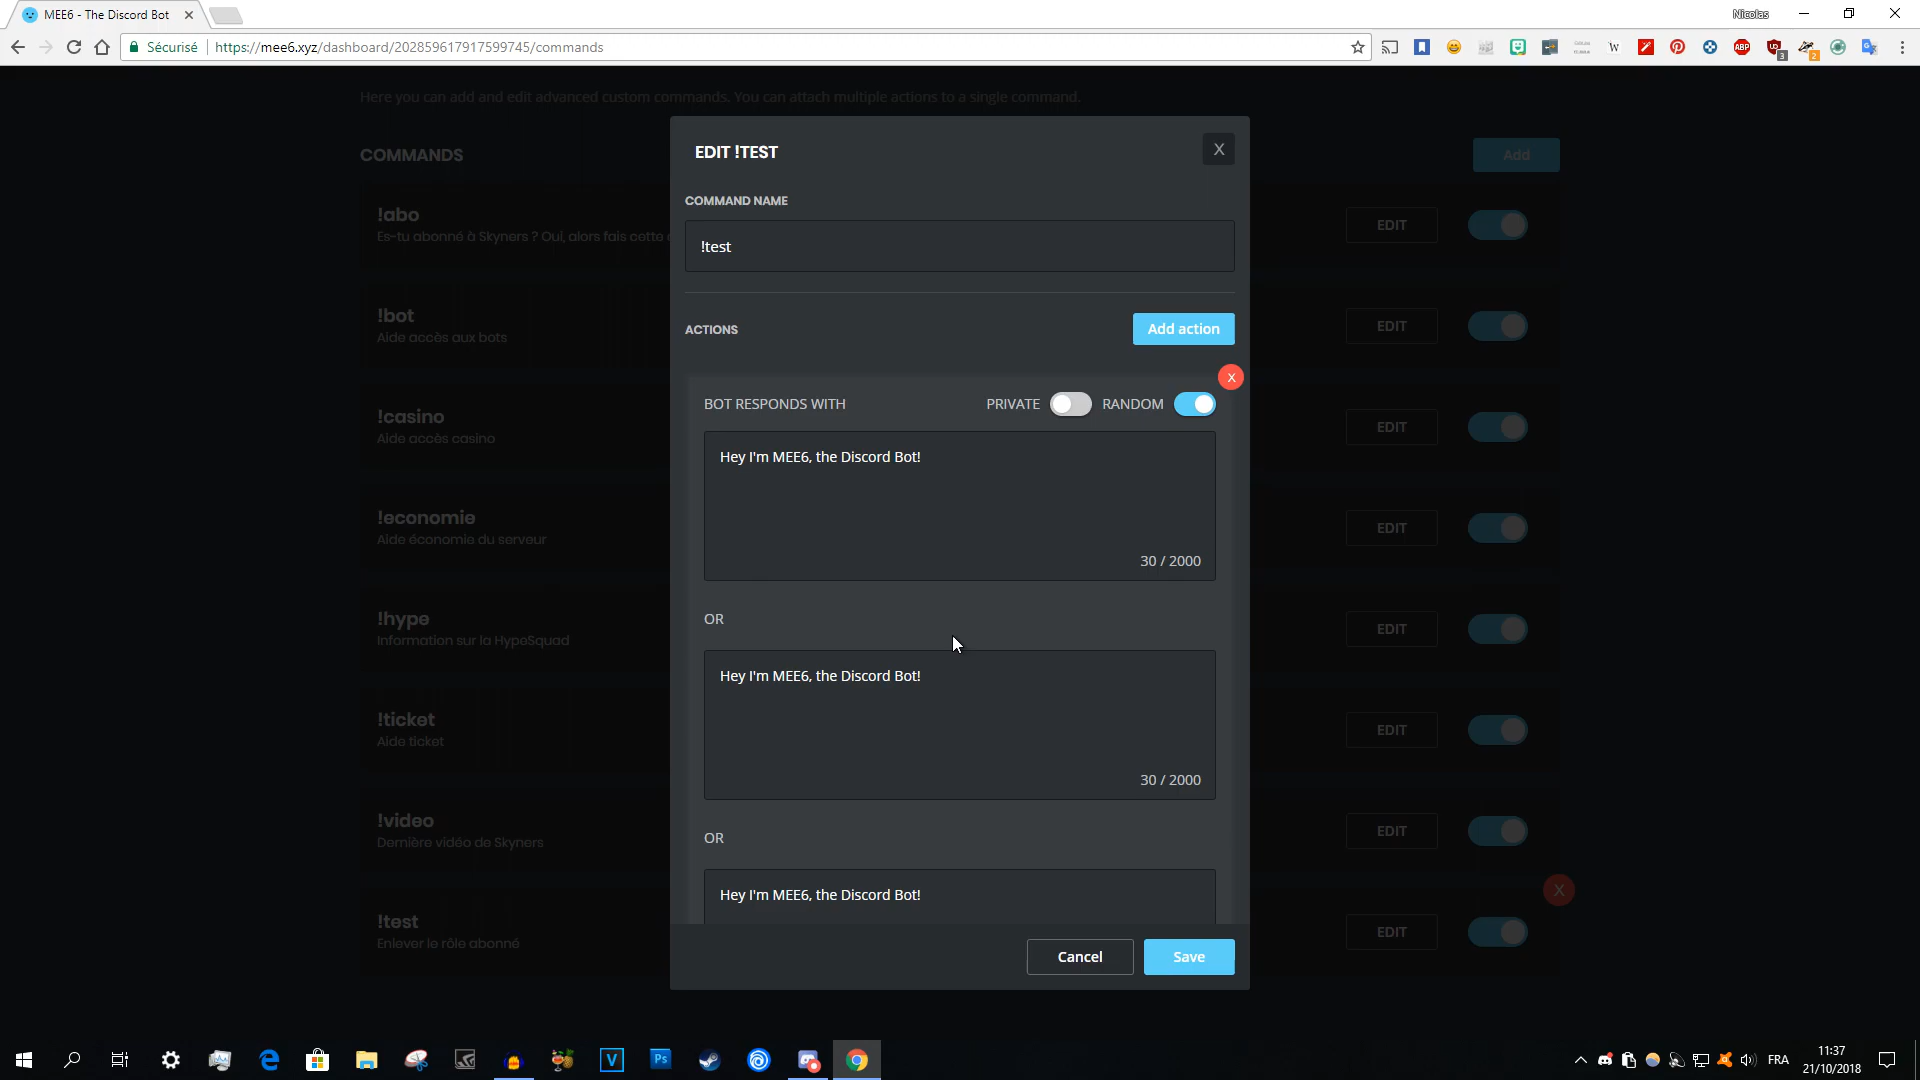 MEE6 - The Discord Bot
Nicolas
Sécurisé https://mee6.xyz/dashboard/202859617917599745/commands
Here you can add and edit advanced custom commands. You can attach multiple actions to a single command.
COMMANDS
Add
!abo
Es-tu abonné à Skyners ? Oui, alors fais cette
EDIT
!bot
Aide accès aux bots
EDIT
!casino
Aide accès casino
EDIT
!economie
Aide économie du serveur
EDIT
!hype
Information sur la HypeSquad
EDIT
!ticket
Aide ticket
EDIT
!video
Dernière vidéo de Skyners
EDIT
X
!test
Enlever le rôle abonné
EDIT
EDIT !TEST
X
COMMAND NAME
!test
ACTIONS
Add action
X
BOT RESPONDS WITH PRIVATE RANDOM
Hey I'm MEE6, the Discord Bot!
30 / 2000
OR
Hey I'm MEE6, the Discord Bot!
30 / 2000
OR
Hey I'm MEE6, the Discord Bot!
Cancel
Save
FRA
11:37
21/10/2018